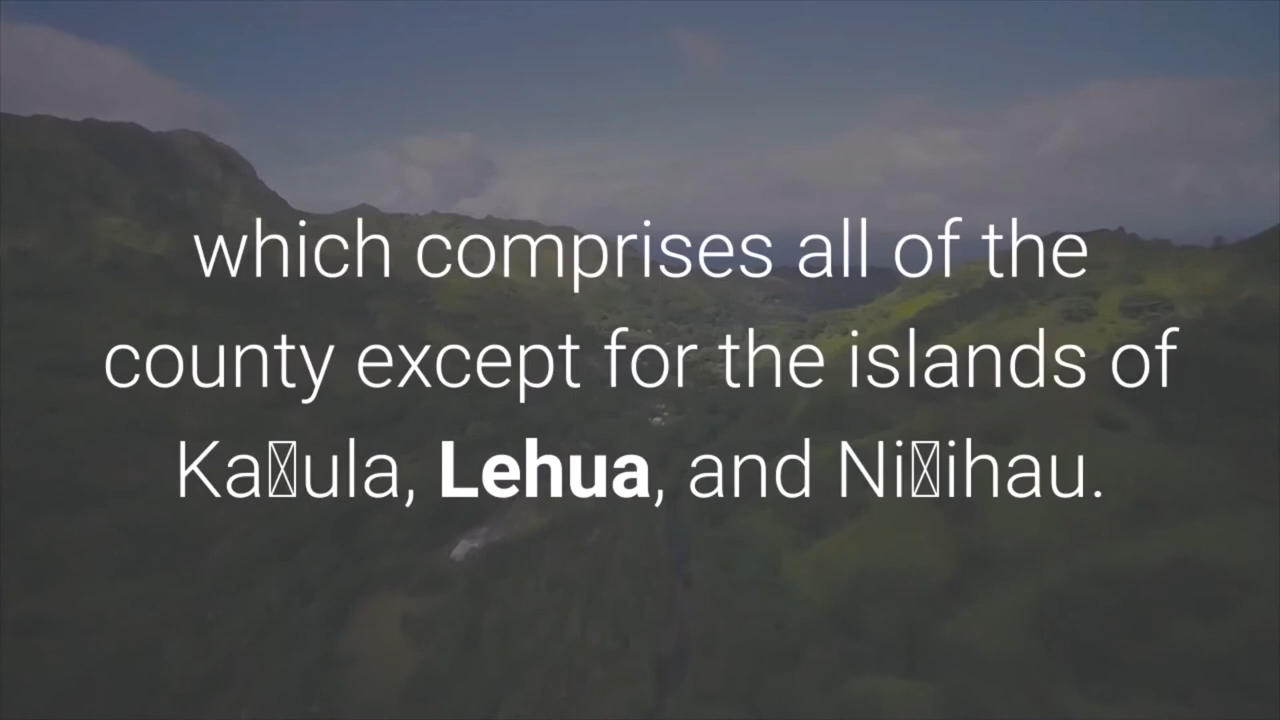 which comprises all of the
county except for the islands of
Ka▯ula, Lehua, and Ni▯ihau.